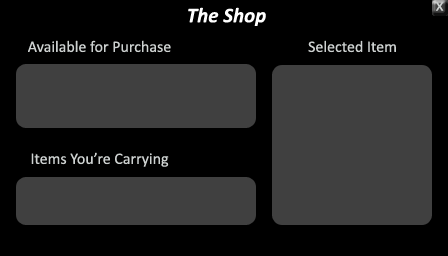 The Shop
X
Available for Purchase
Selected Item
Items You're Carrying